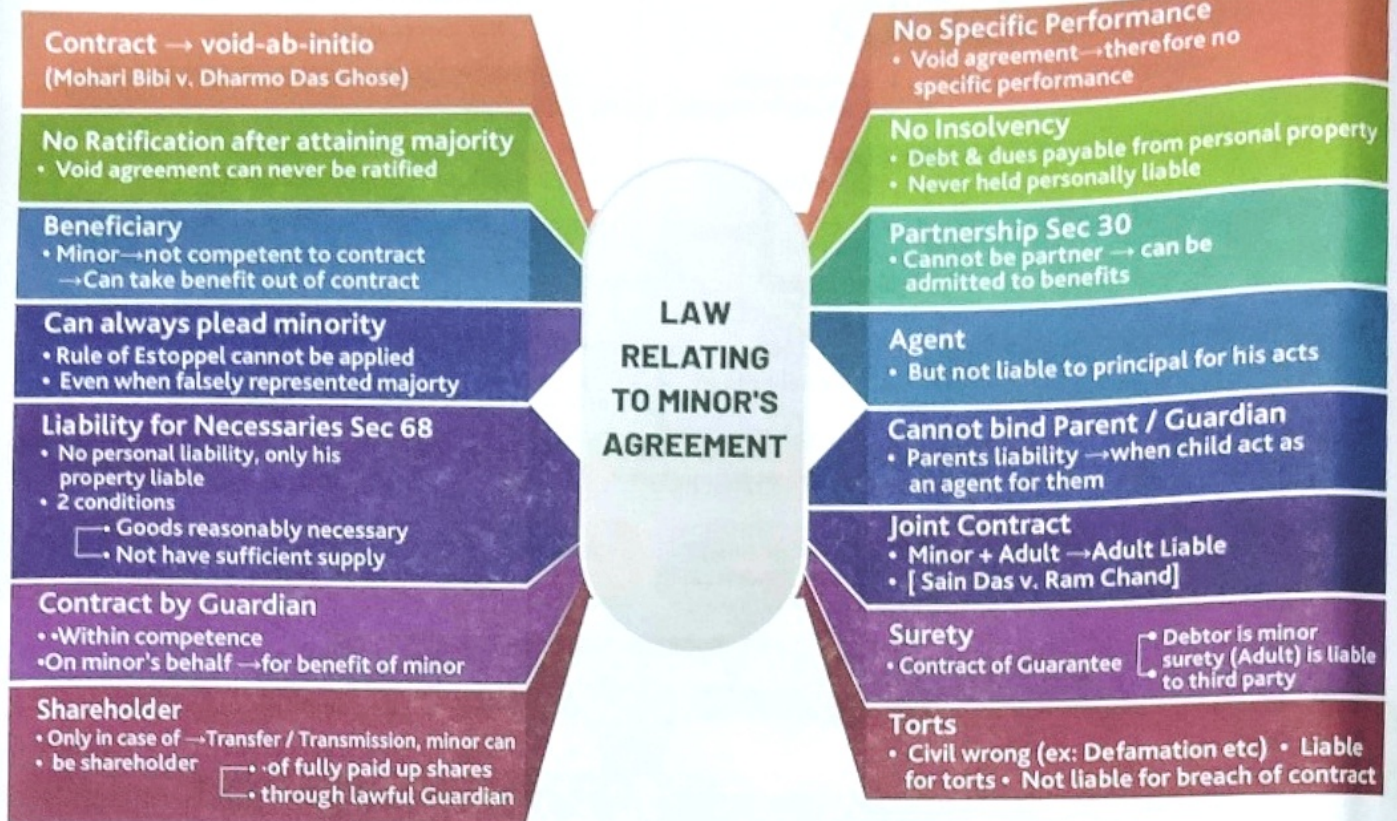 Contract → void-ab-initio
(Mohari Bibi v. Dharmo Das Ghose)
No Ratification after attaining majority
• Void agreement can never be ratified
Beneficiary
• Minor→not competent to contract
→Can take benefit out of contract
Can always plead minority
• Rule of Estoppel cannot be applied
• Even when falsely represented majorty
Liability for Necessaries Sec 68
• No personal liability, only his
property liable
• 2 conditions
• Goods reasonably necessary
• Not have sufficient supply
Contract by Guardian
• •Within competence
•On minor's behalf →for benefit of minor
Shareholder
• Only in case of →Transfer / Transmission, minor can
• be shareholder
• •of fully paid up shares
• through lawful Guardian
LAW
RELATING
TO MINOR'S
AGREEMENT
No Specific Performance
• Void agreement→therefore no
specific performance
No Insolvency
• Debt & dues payable from personal property
• Never held personally liable
Partnership Sec 30
• Cannot be partner → can be
admitted to benefits
Agent
• But not liable to principal for his acts
Cannot bind Parent / Guardian
• Parents liability →when child act as
an agent for them
Joint Contract
• Minor + Adult →Adult Liable
• [ Sain Das v. Ram Chand]
Surety
• Contract of Guarantee
• Debtor is minor
surety (Adult) is liable
• to third party
Torts
• Civil wrong (ex: Defamation etc) • Liable
for torts • Not liable for breach of contract